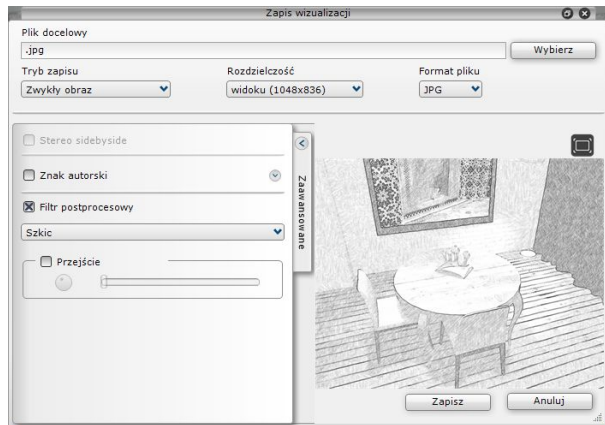 Zapis wizualizacji
Plik docelowy
.jpg
Wybierz
Tryb zapisu
Rozdzielczość
Format pliku
Zwykły obraz
widoku (1048x836)
JPG
Stereo sidebyside
Znak autorski
Filtr postprocesowy
Szkic
Przejście
Zaawansowane
Zapisz
Anuluj